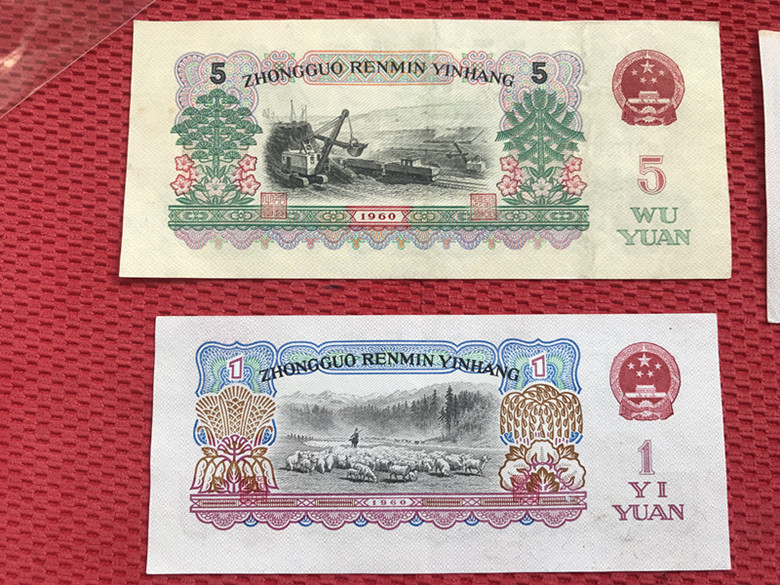 5 ZHONGGUO RENMIN YINHANG 5
5
WU
YUAN
1960
1 ZHONGGUO RENMIN YINHANG 1
1
YI
YUAN
1960